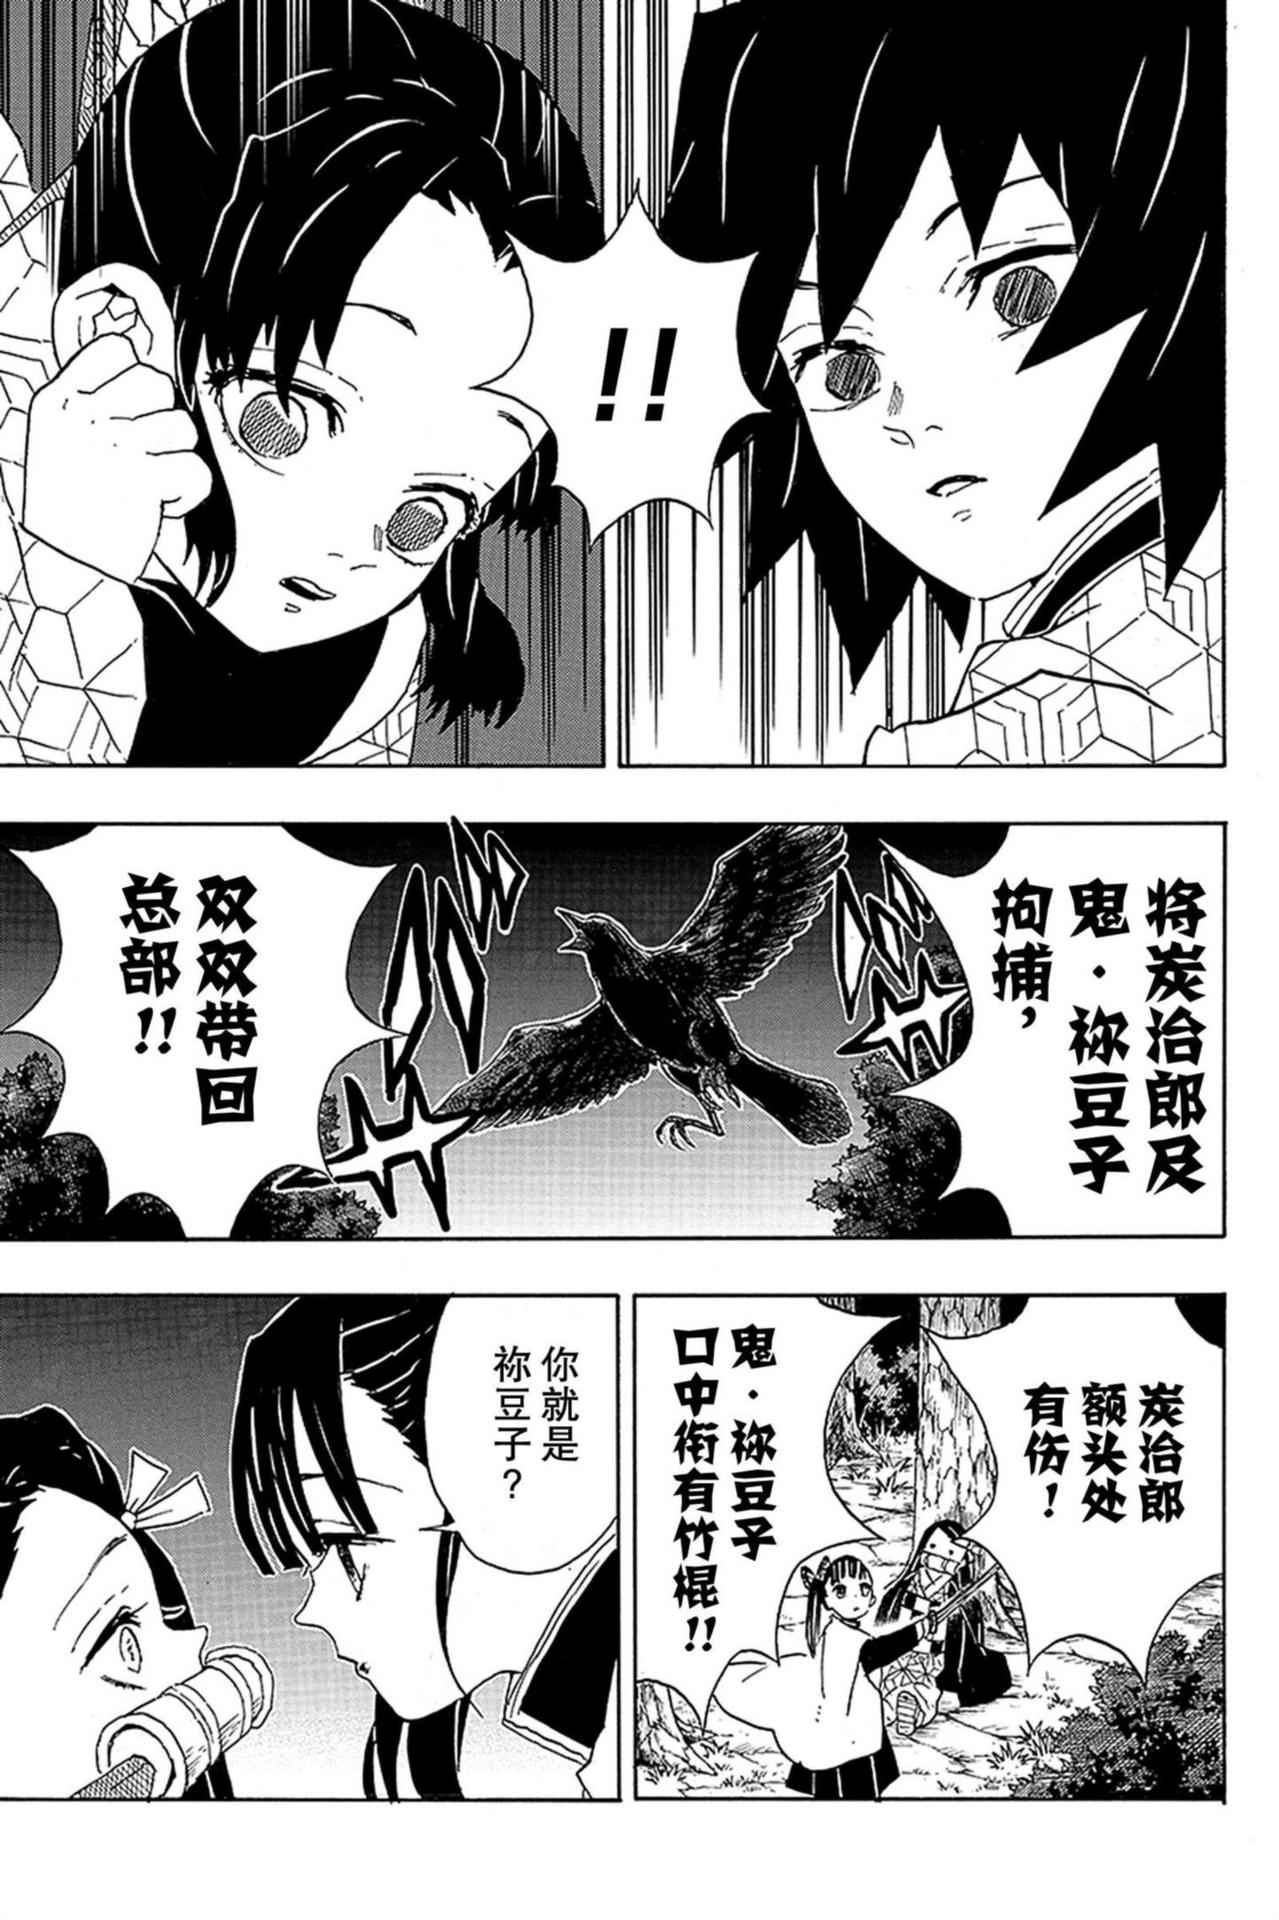 !!
将炭治郎及
鬼·祢豆子
拘捕，
双双带回
总部!!
炭治郎
额头处
有伤!
鬼·祢豆子
口中衔有竹棍!!
你就是
祢豆子?